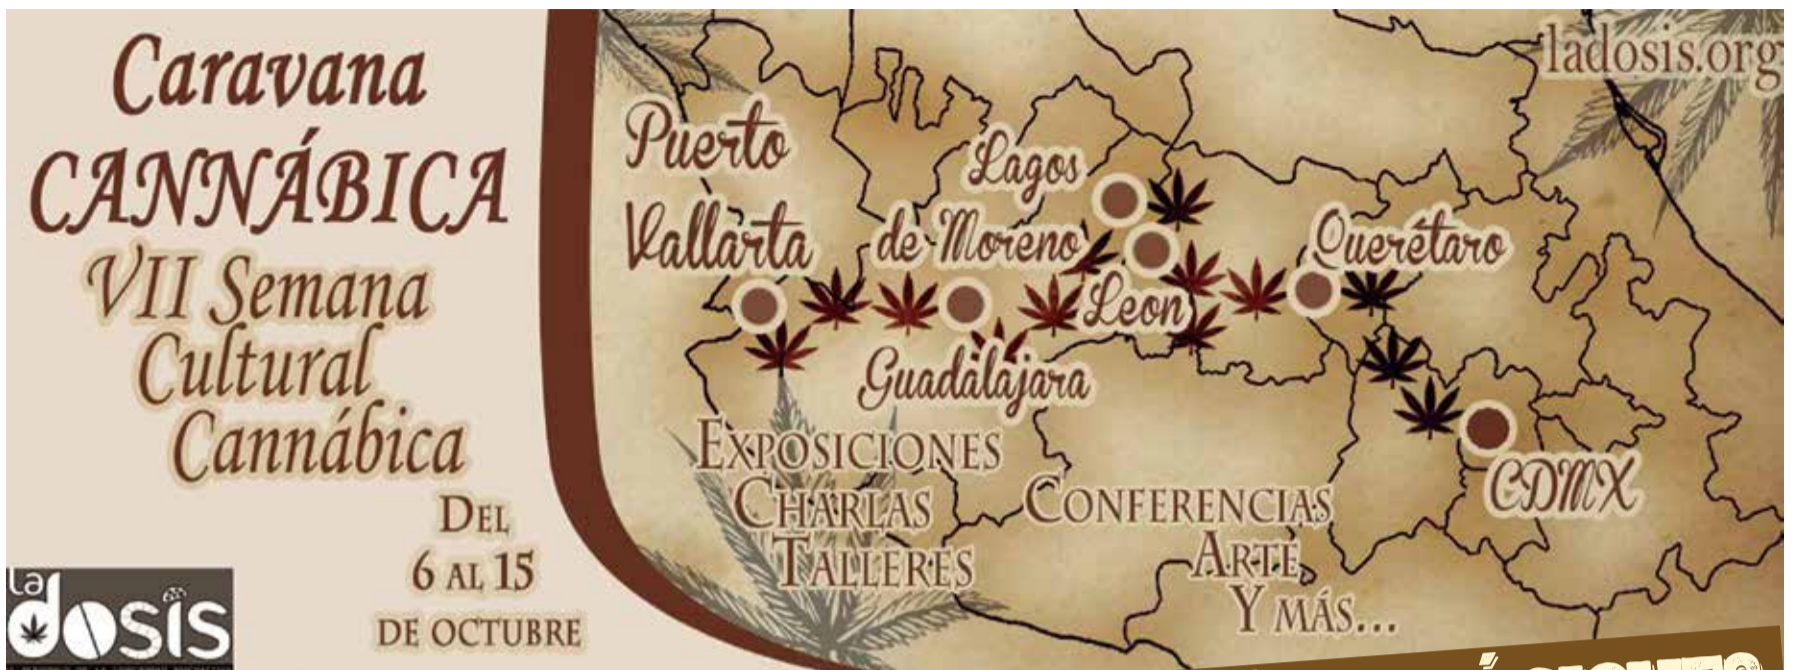 Caravana
CANNÁBICA
VII Semana
Cultural
Cannábica
DEL
6 AL 15
DE OCTUBRE
la
dosis
ladosis.org
Puerto
Vallarta
Lagos
de Moreno
Leon
Querétaro
Guadalajara
CDMX
EXPOSICIONES
CHARLAS
TALLERES
CONFERENCIAS
ARTE
Y MÁS...